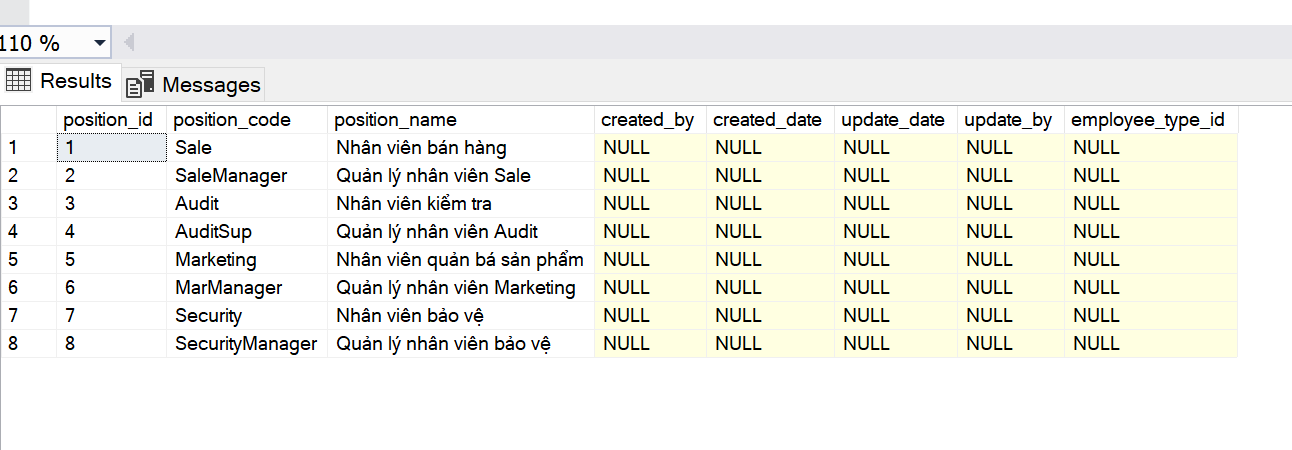 110 %
Results Messages
position_id position_code position_name created_by created_date update_date update_by employee_type_id
1 1 Sale Nhân viên bán hàng NULL NULL NULL NULL NULL
2 2 SaleManager Quản lý nhân viên Sale NULL NULL NULL NULL NULL
3 3 Audit Nhân viên kiểm tra NULL NULL NULL NULL NULL
4 4 AuditSup Quản lý nhân viên Audit NULL NULL NULL NULL NULL
5 5 Marketing Nhân viên quản bá sản phẩm NULL NULL NULL NULL NULL
6 6 MarManager Quản lý nhân viên Marketing NULL NULL NULL NULL NULL
7 7 Security Nhân viên bảo vệ NULL NULL NULL NULL NULL
8 8 SecurityManager Quản lý nhân viên bảo vệ NULL NULL NULL NULL NULL